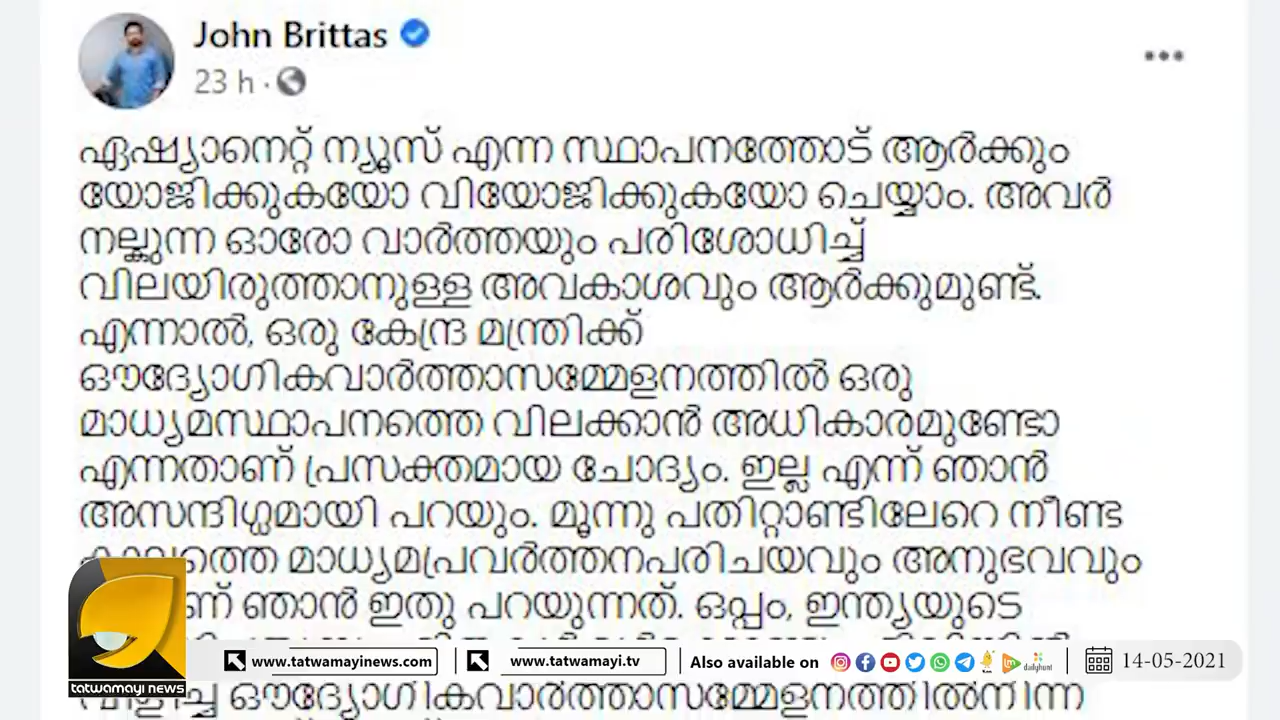 John Brittas
23 h
ഏഷ്യാനെറ്റ് ന്യൂസ് എന്ന സ്ഥാപനത്തോട് ആർക്കും
യോജിക്കുകയോ വിയോജിക്കുകയോ ചെയ്യാം. അവർ
നല്കുന്ന ഓരോ വാർത്തയും പരിശോധിച്ച്
വിലയിരുത്താനുള്ള അവകാശവും ആർക്കുമുണ്ട്.
എന്നാൽ, ഒരു കേന്ദ്ര മന്ത്രിക്ക്
ഔദ്യോഗികവാർത്താസമ്മേളനത്തിൽ ഒരു
മാധ്യമസ്ഥാപനത്തെ വിലക്കാൻ അധികാരമുണ്ടോ
എന്നതാണ് പ്രസക്തമായ ചോദ്യം. ഇല്ല എന്ന് ഞാൻ
അസന്ദിഗ്ദ്ധമായി പറയും. മൂന്നു പതിറ്റാണ്ടിലേറെ നീണ്ട
മാധ്യമപ്രവർത്തനപരിചയവും അനുഭവവും
ഞാൻ ഇതു പറയുന്നത്. ഒപ്പം, ഇന്ത്യയുടെ
www.tatwamayinews.com
www.tatwamayi.tv
Also available on
dailyhunt
14-05-2021
tatwamayi news
ഔദ്യോഗികവാർത്താസമ്മേളനത്തിൽനിന്ന